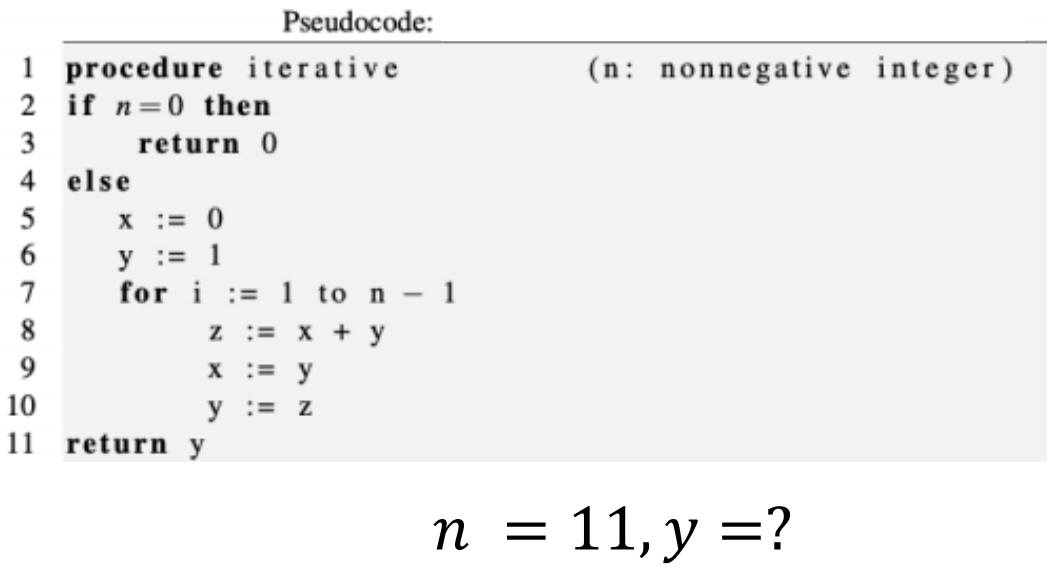 Pseudocode:
1 procedure iterative (n: nonnegative integer)
2 if n=0 then
3 return 0
4 else
5 x := 0
6 y := 1
7 for i := 1 to n − 1
8 z := x + y
9 x := y
10 y := z
11 return y
n = 11, y =?